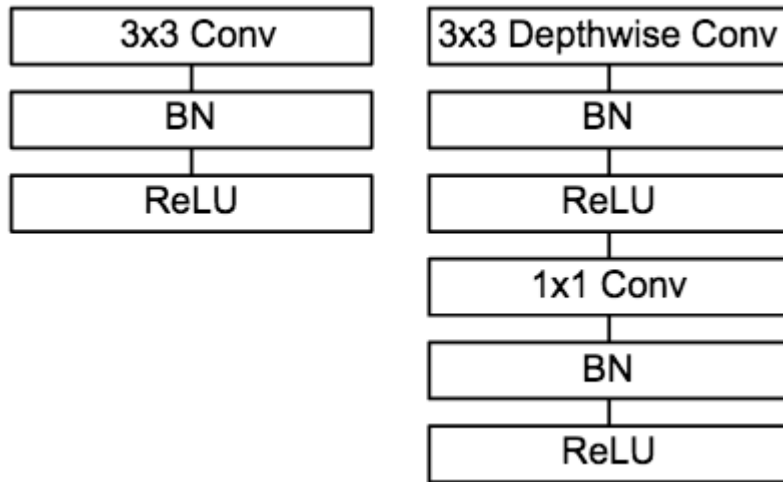 3x3 Conv
BN
ReLU
3x3 Depthwise Conv
BN
ReLU
1x1 Conv
BN
ReLU